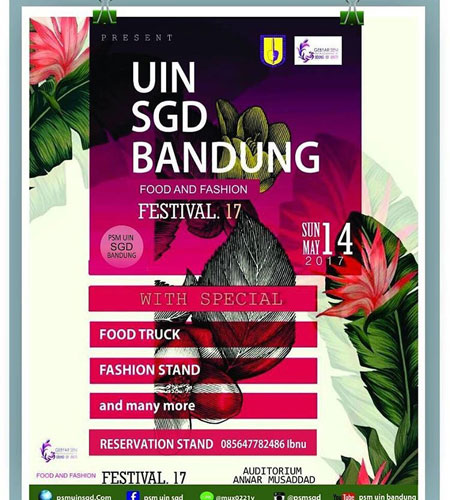 PRESENT
UIN
SGD
BANDUNG
FOOD AND FASHION
FESTIVAL. 17
PSM UIN
SGD
BANDUNG
SUN
MAY 14
2017
WITH SPECIAL
FOOD TRUCK
FASHION STAND
and many more
RESERVATION STAND 085647782486 Ibnu
FOOD AND FASHION FESTIVAL. 17
AUDITORIUM
ANWAR MUSADDAD
psmuinsgd.Com psm uin sgd @mux0221y @psmsgd psm uin bandung